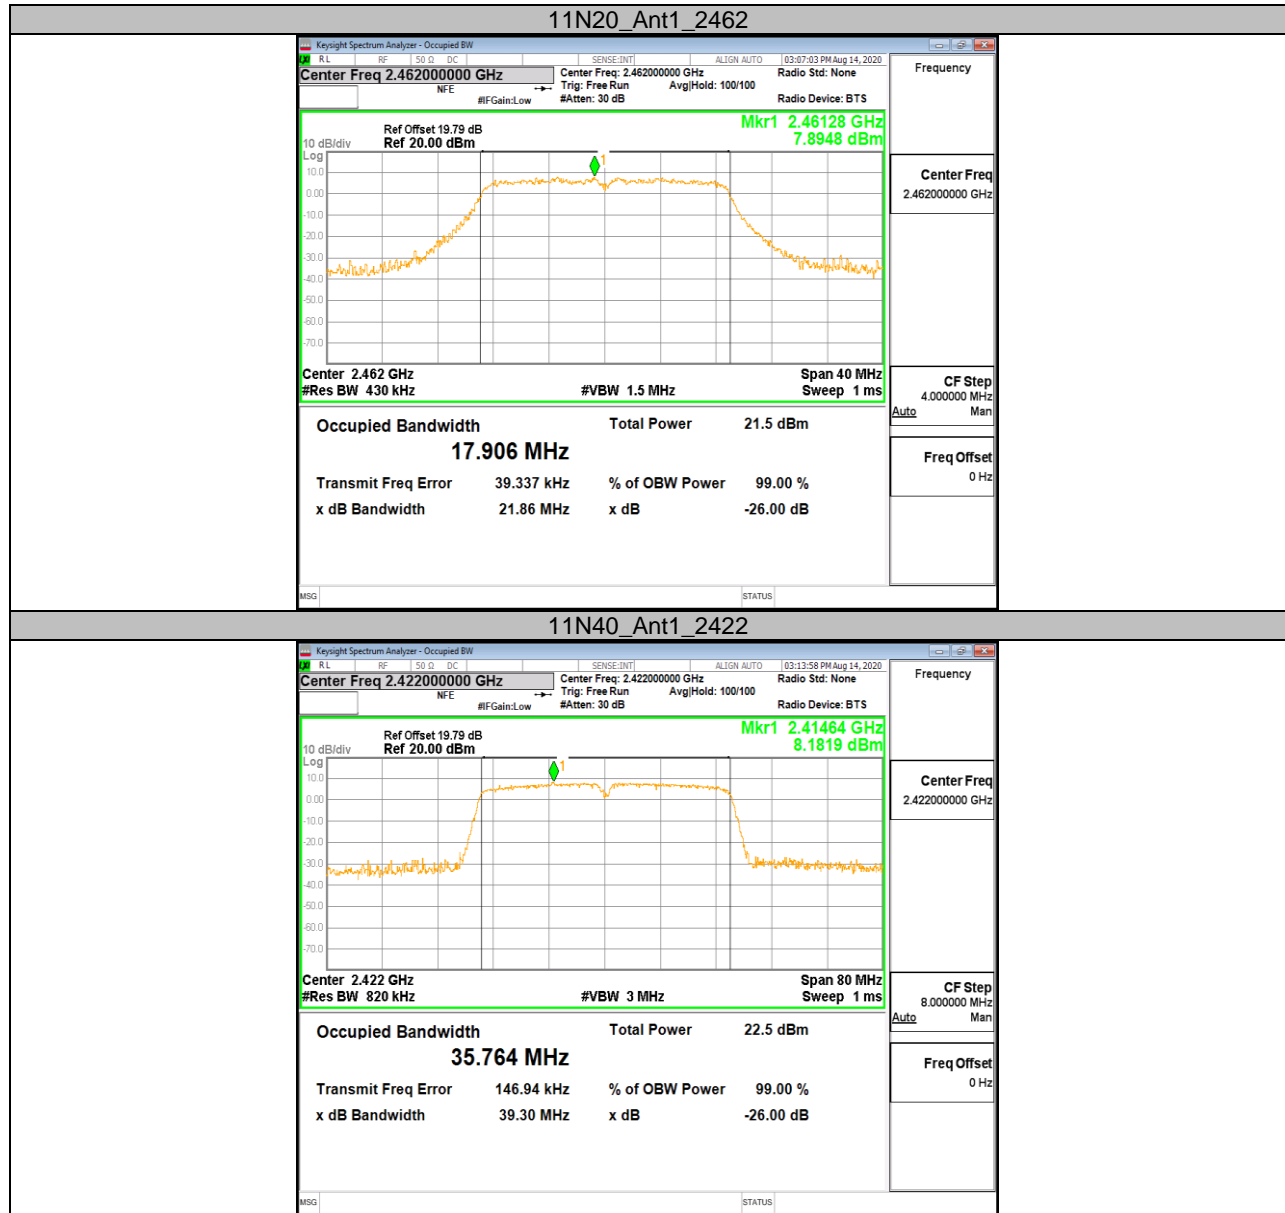 11N20_Ant1_2462
Keysight Spectrum Analyzer - Occupied BW
RL RF 50 Ω DC SENSE:INT ALIGN AUTO 03:07:03 PM Aug 14, 2020
Center Freq 2.462000000 GHz Center Freq: 2.462000000 GHz Radio Std: None Frequency
NFE Trig: Free Run Avg|Hold: 100/100
#IFGain:Low #Atten: 30 dB Radio Device: BTS
Mkr1 2.46128 GHz
Ref Offset 19.79 dB 7.8948 dBm
10 dB/div Ref 20.00 dBm
Log
1
10.0
0.00
-10.0
-20.0
-30.0
-40.0
-50.0
-60.0
-70.0
Center Freq
2.462000000 GHz
Center 2.462 GHz Span 40 MHz
#Res BW 430 kHz #VBW 1.5 MHz Sweep 1 ms
CF Step
4.000000 MHz
Auto Man
Occupied Bandwidth Total Power 21.5 dBm
17.906 MHz
Transmit Freq Error 39.337 kHz % of OBW Power 99.00 %
x dB Bandwidth 21.86 MHz x dB -26.00 dB
Freq Offset
0 Hz
MSG STATUS
11N40_Ant1_2422
Keysight Spectrum Analyzer - Occupied BW
RL RF 50 Ω DC SENSE:INT ALIGN AUTO 03:13:58 PM Aug 14, 2020
Center Freq 2.422000000 GHz Center Freq: 2.422000000 GHz Radio Std: None Frequency
NFE Trig: Free Run Avg|Hold: 100/100
#IFGain:Low #Atten: 30 dB Radio Device: BTS
Mkr1 2.41464 GHz
Ref Offset 19.79 dB 8.1819 dBm
10 dB/div Ref 20.00 dBm
Log
1
10.0
0.00
-10.0
-20.0
-30.0
-40.0
-50.0
-60.0
-70.0
Center Freq
2.422000000 GHz
Center 2.422 GHz Span 80 MHz
#Res BW 820 kHz #VBW 3 MHz Sweep 1 ms
CF Step
8.000000 MHz
Auto Man
Occupied Bandwidth Total Power 22.5 dBm
35.764 MHz
Transmit Freq Error 146.94 kHz % of OBW Power 99.00 %
x dB Bandwidth 39.30 MHz x dB -26.00 dB
Freq Offset
0 Hz
MSG STATUS